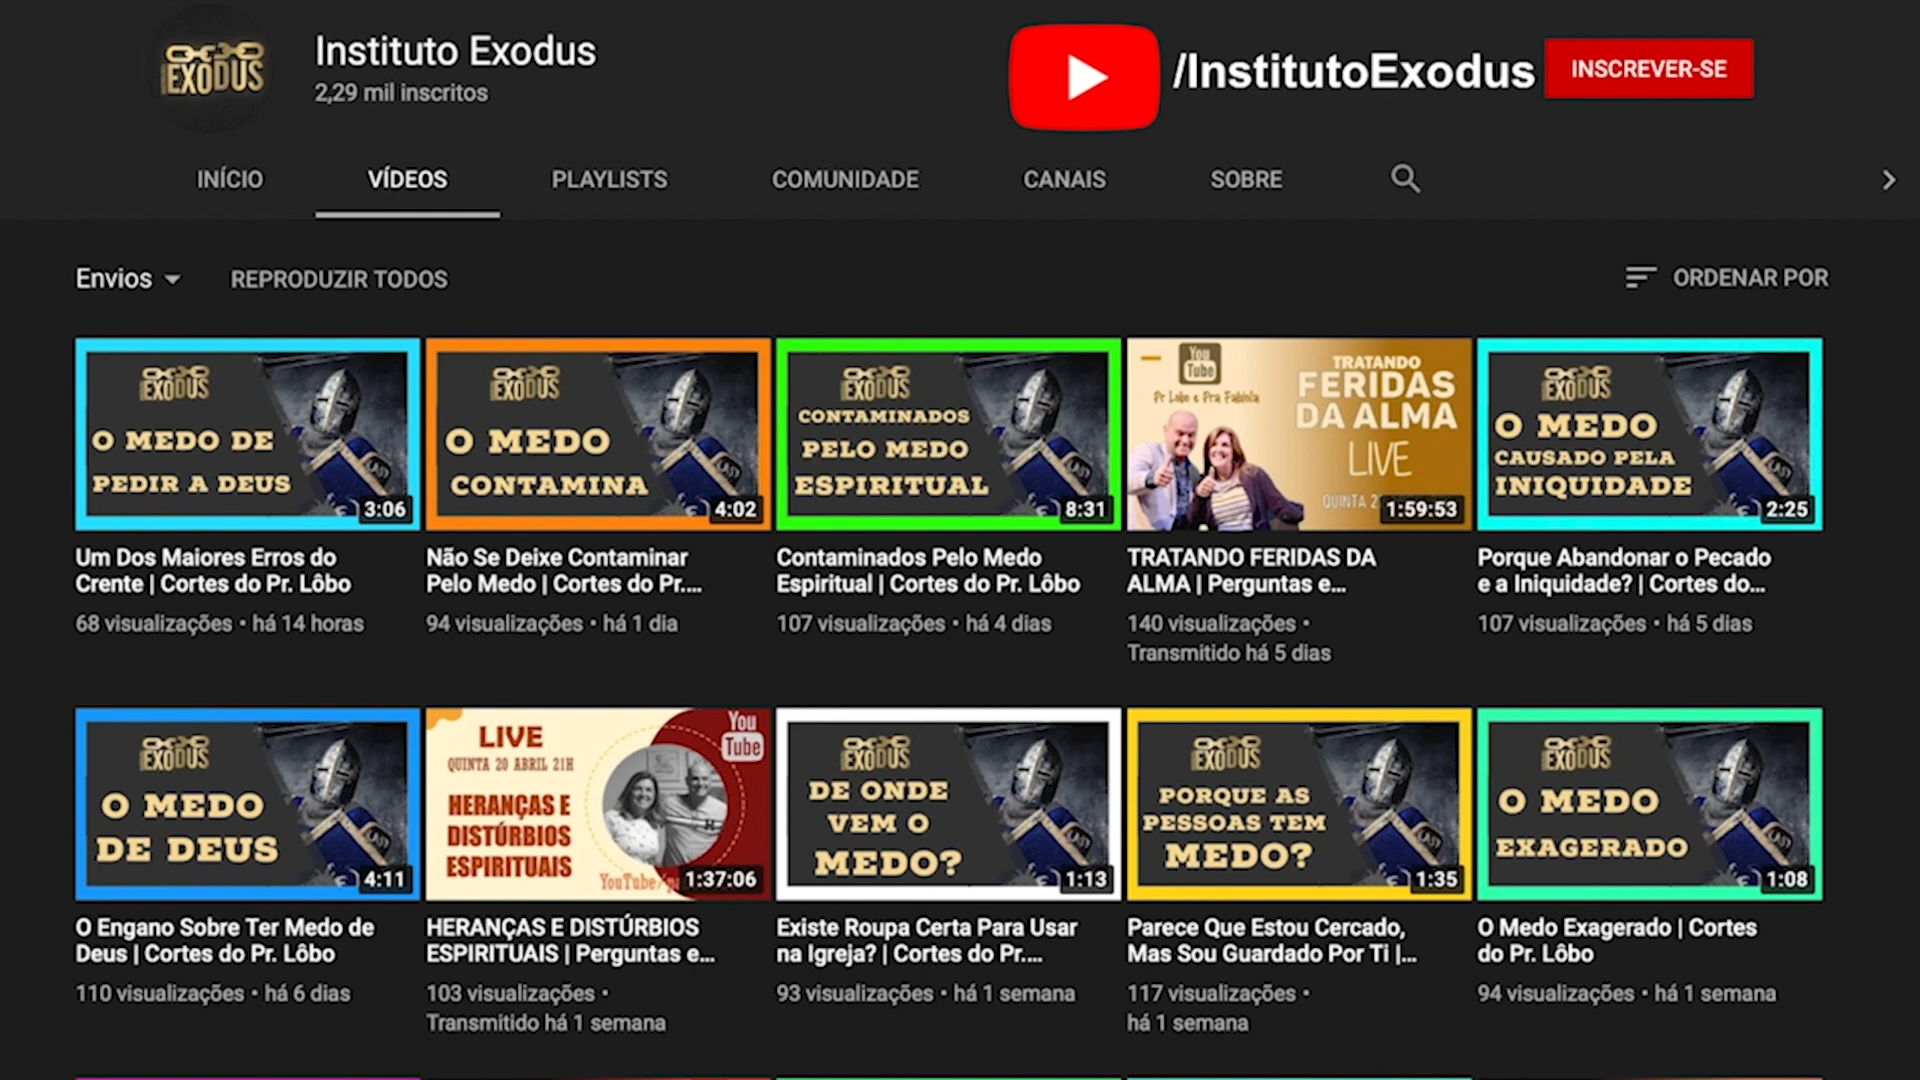 EXODUS
Instituto Exodus
2,29 mil inscritos
/InstitutoExodus
INSCREVER-SE
INÍCIO
VÍDEOS
PLAYLISTS
COMUNIDADE
CANAIS
SOBRE
Envios
REPRODUZIR TODOS
ORDENAR POR
EXODUS
O MEDO DE
PEDIR A DEUS
3:06
Um Dos Maiores Erros do
Crente | Cortes do Pr. Lôbo
68 visualizações • há 14 horas
EXODUS
O MEDO
CONTAMINA
4:02
Não Se Deixe Contaminar
Pelo Medo | Cortes do Pr....
94 visualizações • há 1 dia
EXODUS
CONTAMINADOS
PELO MEDO
ESPIRITUAL
8:31
Contaminados Pelo Medo
Espiritual | Cortes do Pr. Lôbo
107 visualizações • há 4 dias
You
Tube
Pr Lobo e Pra Fabíola
TRATANDO
FERIDAS
DA ALMA
LIVE
QUINTA
1:59:53
TRATANDO FERIDAS DA
ALMA | Perguntas e...
140 visualizações •
Transmitido há 5 dias
EXODUS
O MEDO
CAUSADO PELA
INIQUIDADE
2:25
Porque Abandonar o Pecado
e a Iniquidade? | Cortes do...
107 visualizações • há 5 dias
EXODUS
O MEDO
DE DEUS
4:11
O Engano Sobre Ter Medo de
Deus | Cortes do Pr. Lôbo
110 visualizações • há 6 dias
LIVE
QUINTA 20 ABRIL 21H
HERANÇAS E
DISTÚRBIOS
ESPIRITUAIS
You
Tube
YouTube/p
1:37:06
HERANÇAS E DISTÚRBIOS
ESPIRITUAIS | Perguntas e...
103 visualizações •
Transmitido há 1 semana
EXODUS
DE ONDE
VEM O
MEDO?
1:13
Existe Roupa Certa Para Usar
na Igreja? | Cortes do Pr....
93 visualizações • há 1 semana
EXODUS
PORQUE AS
PESSOAS TEM
MEDO?
1:35
Parece Que Estou Cercado,
Mas Sou Guardado Por Ti |...
117 visualizações •
há 1 semana
EXODUS
O MEDO
EXAGERADO
1:08
O Medo Exagerado | Cortes
do Pr. Lôbo
94 visualizações • há 1 semana